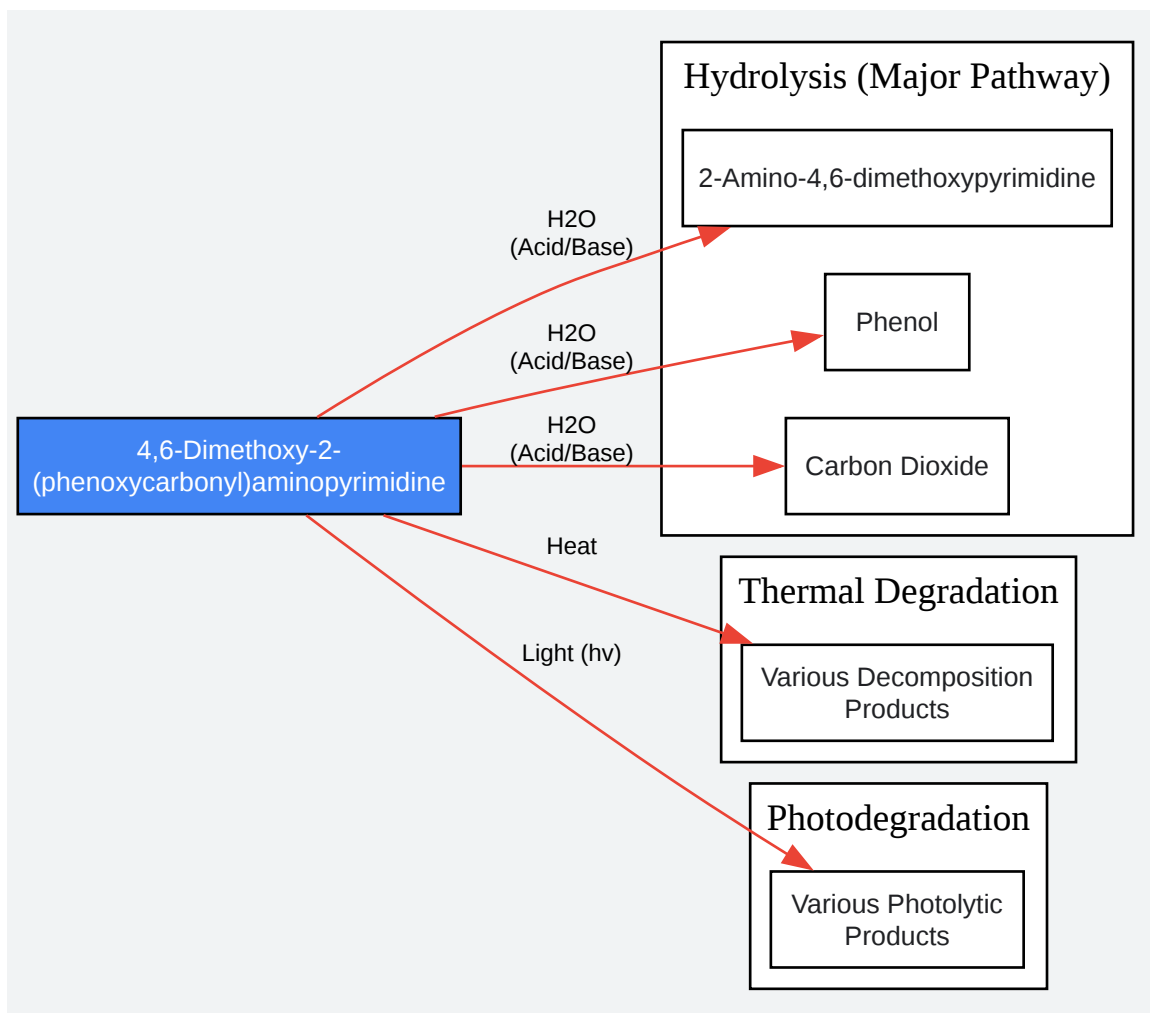 Hydrolysis (Major Pathway)
2-Amino-4,6-dimethoxypyrimidine
H2O
(Acid/Base)
Phenol
H2O
(Acid/Base)
Carbon Dioxide
H2O
(Acid/Base)
4,6-Dimethoxy-2-
(phenoxycarbonyl)aminopyrimidine
Heat
Thermal Degradation
Various Decomposition
Products
Light (hv)
Photodegradation
Various Photolytic
Products